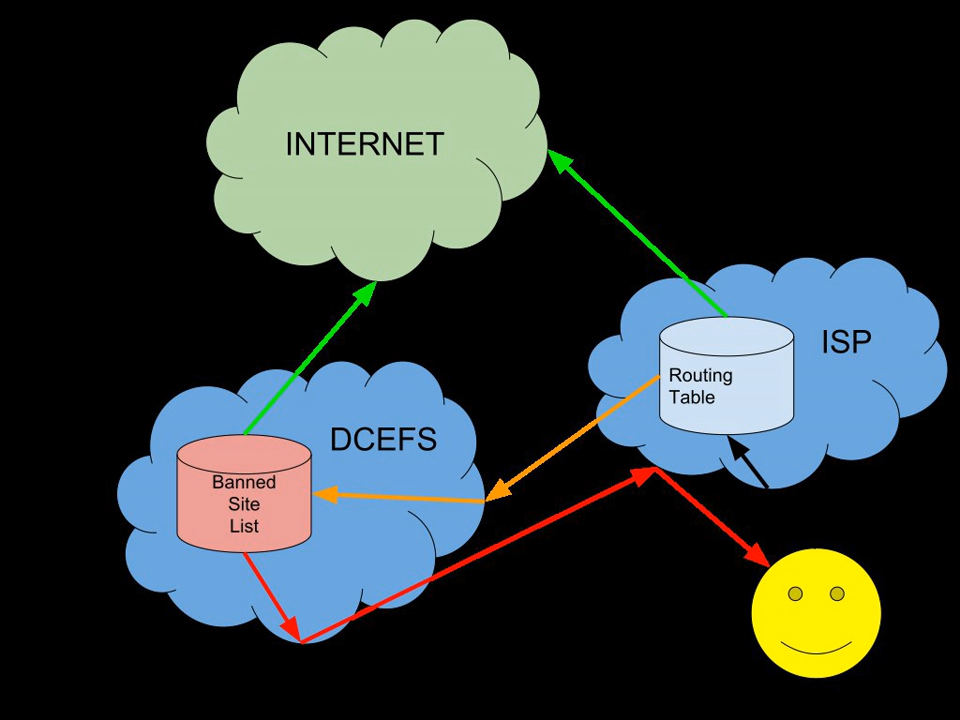 INTERNET
ISP
Routing
Table
DCEFS
Banned
Site
List